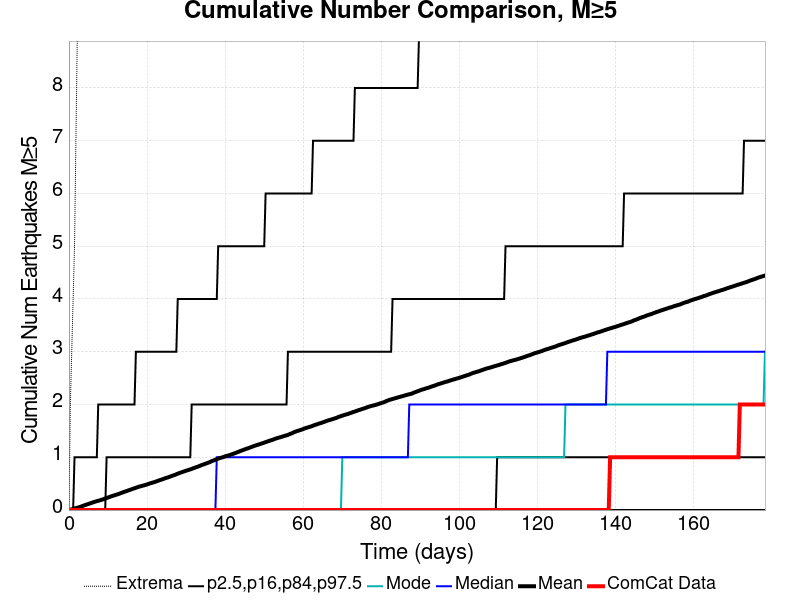 Cumulative Number Comparison, M≥5
Cumulative Num Earthquakes M≥5
8
7
6
5
4
3
2
1
0
0 20 40 60 80 100 120 140 160
Time (days)
Extrema p2.5,p16,p84,p97.5 Mode Median Mean ComCat Data